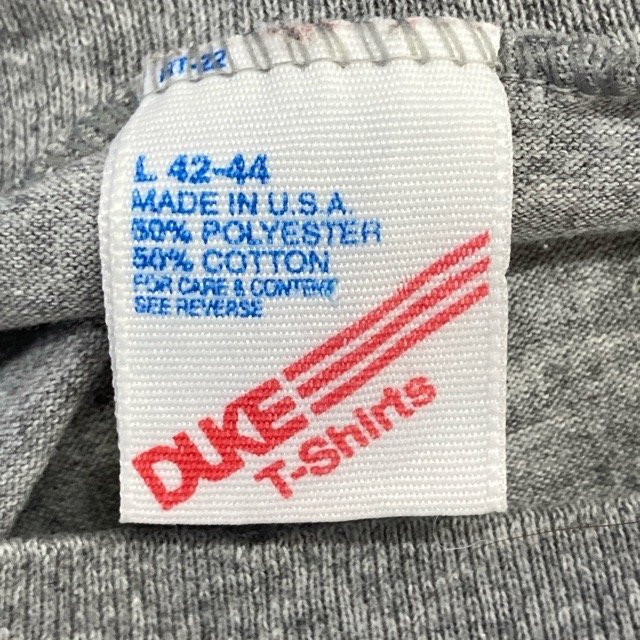 L 42-44
MADE IN U.S.A.
50% POLYESTER
50% COTTON
FOR CARE & CONTENT
SEE REVERSE
DUKE
T-Shirts